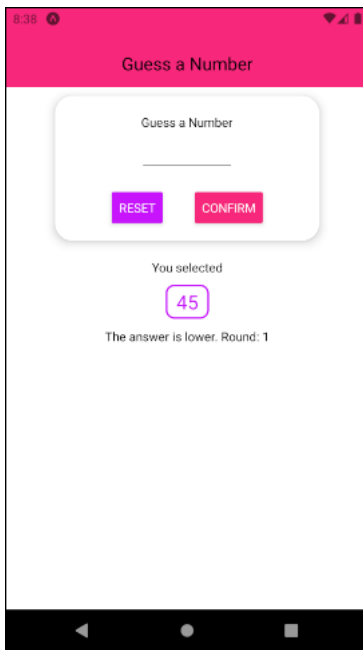 8:38
Guess a Number
Guess a Number
RESET CONFIRM
You selected
45
The answer is lower. Round: 1